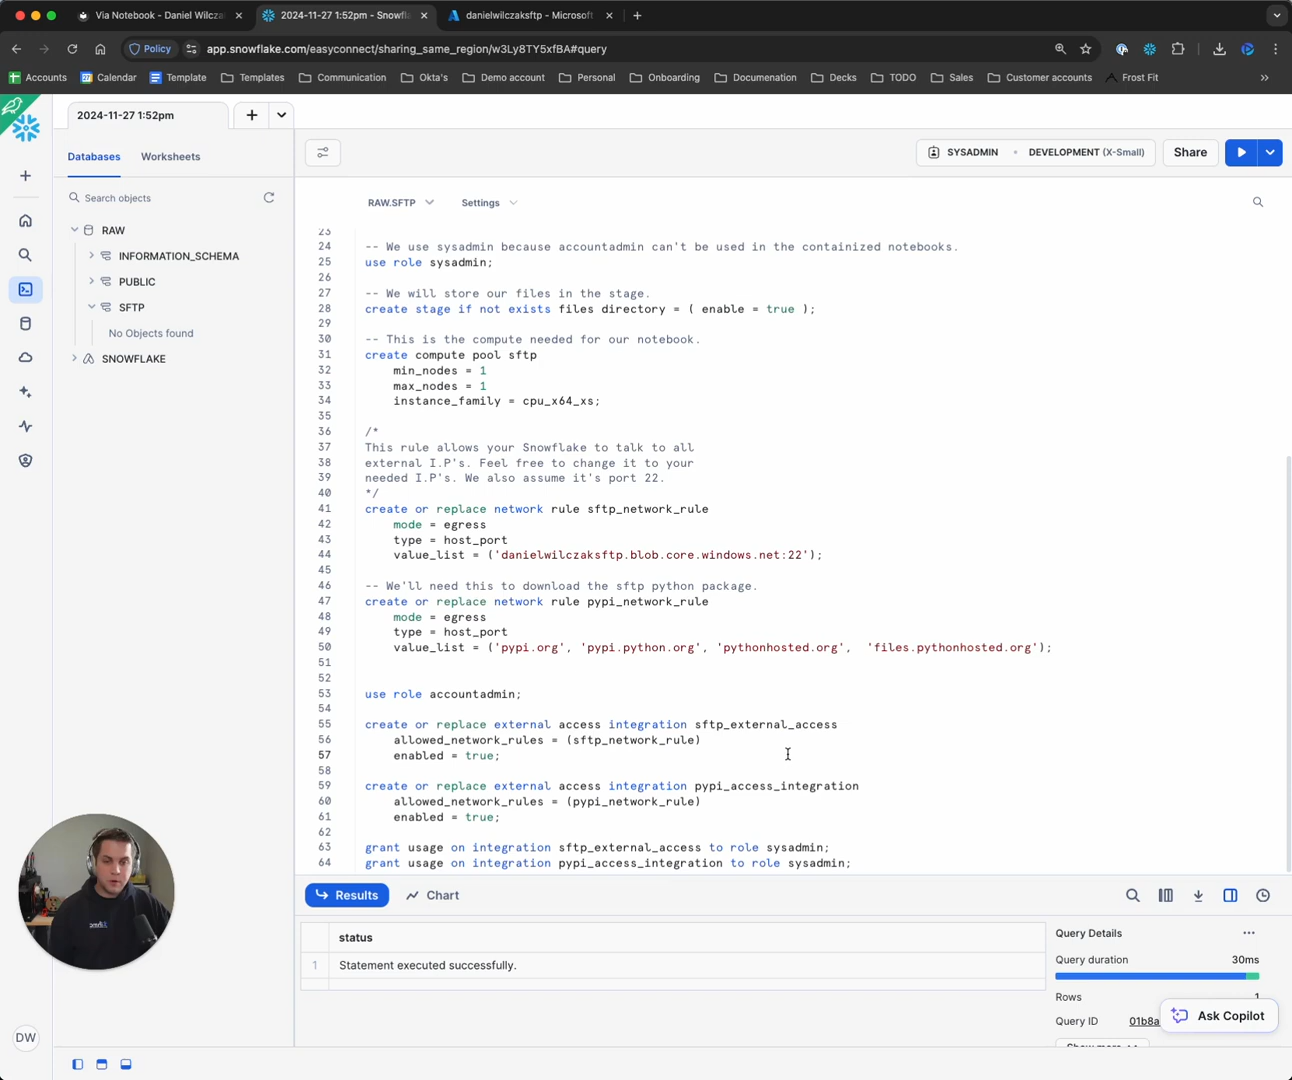 Via Notebook - Daniel Wilcza
2024-11-27 1:52pm - Snowfla
danielwilczaksftp - Microsoft
Policy
app.snowflake.com/easyconnect/sharing_same_region/w3Ly8TY5xfBA#query
Accounts
Calendar
Template
Templates
Communication
Okta's
Demo account
Personal
Onboarding
Documenation
Decks
TODO
Sales
Customer accounts
Frost Fit
2024-11-27 1:52pm
Databases
Worksheets
SYSADMIN
DEVELOPMENT (X-Small)
Share
Search objects
RAW.SFTP
Settings
RAW
INFORMATION_SCHEMA
PUBLIC
SFTP
No Objects found
SNOWFLAKE
23
24 -- We use sysadmin because accountadmin can't be used in the containized notebooks.
25 use role sysadmin;
26
27 -- We will store our files in the stage.
28 create stage if not exists files directory = ( enable = true );
29
30 -- This is the compute needed for our notebook.
31 create compute pool sftp
32 min_nodes = 1
33 max_nodes = 1
34 instance_family = cpu_x64_xs;
35
36 /*
37 This rule allows your Snowflake to talk to all
38 external I.P's. Feel free to change it to your
39 needed I.P's. We also assume it's port 22.
40 */
41 create or replace network rule sftp_network_rule
42 mode = egress
43 type = host_port
44 value_list = ('danielwilczaksftp.blob.core.windows.net:22');
45
46 -- We'll need this to download the sftp python package.
47 create or replace network rule pypi_network_rule
48 mode = egress
49 type = host_port
50 value_list = ('pypi.org', 'pypi.python.org', 'pythonhosted.org', 'files.pythonhosted.org');
51
52
53 use role accountadmin;
54
55 create or replace external access integration sftp_external_access
56 allowed_network_rules = (sftp_network_rule)
57 enabled = true;
58
59 create or replace external access integration pypi_access_integration
60 allowed_network_rules = (pypi_network_rule)
61 enabled = true;
62
63 grant usage on integration sftp_external_access to role sysadmin;
64 grant usage on integration pypi_access_integration to role sysadmin;
Results
Chart
status
1 Statement executed successfully.
Query Details
Query duration 30ms
Rows 1
Query ID 01b8a
Ask Copilot
Show more
DW